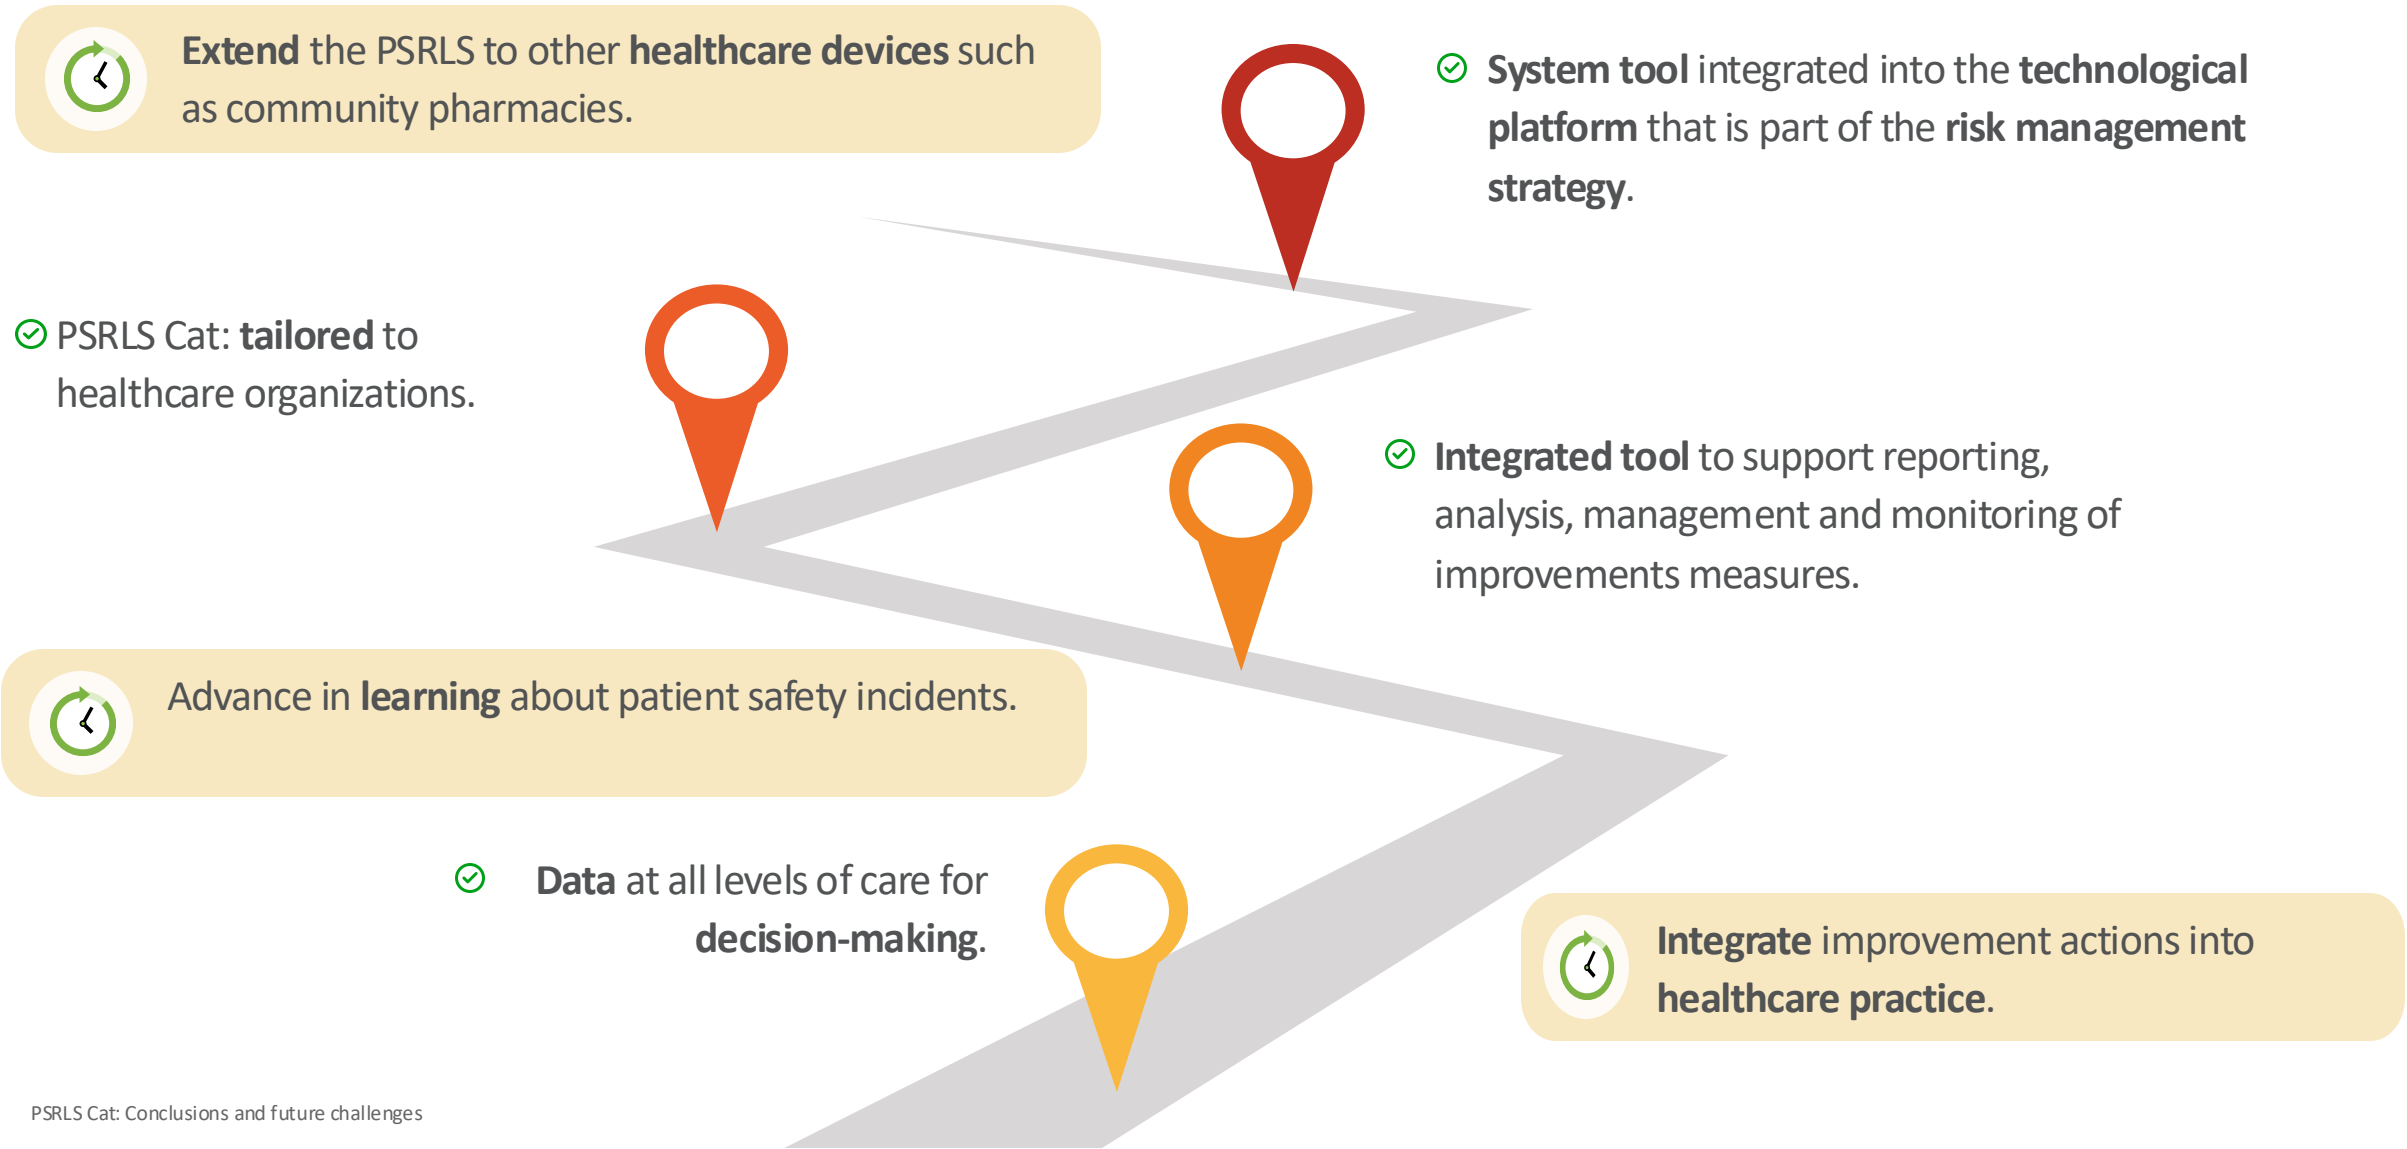 Extend the PSRLS to other healthcare devices such
as community pharmacies.
System tool integrated into the technological
platform that is part of the risk management
strategy.
PSRLS Cat: tailored to
healthcare organizations.
Integrated tool to support reporting,
analysis, management and monitoring of
improvements measures.
Advance in learning about patient safety incidents.
Data at all levels of care for
decision-making.
Integrate improvement actions into
healthcare practice.
PSRLS Cat: Conclusions and future challenges